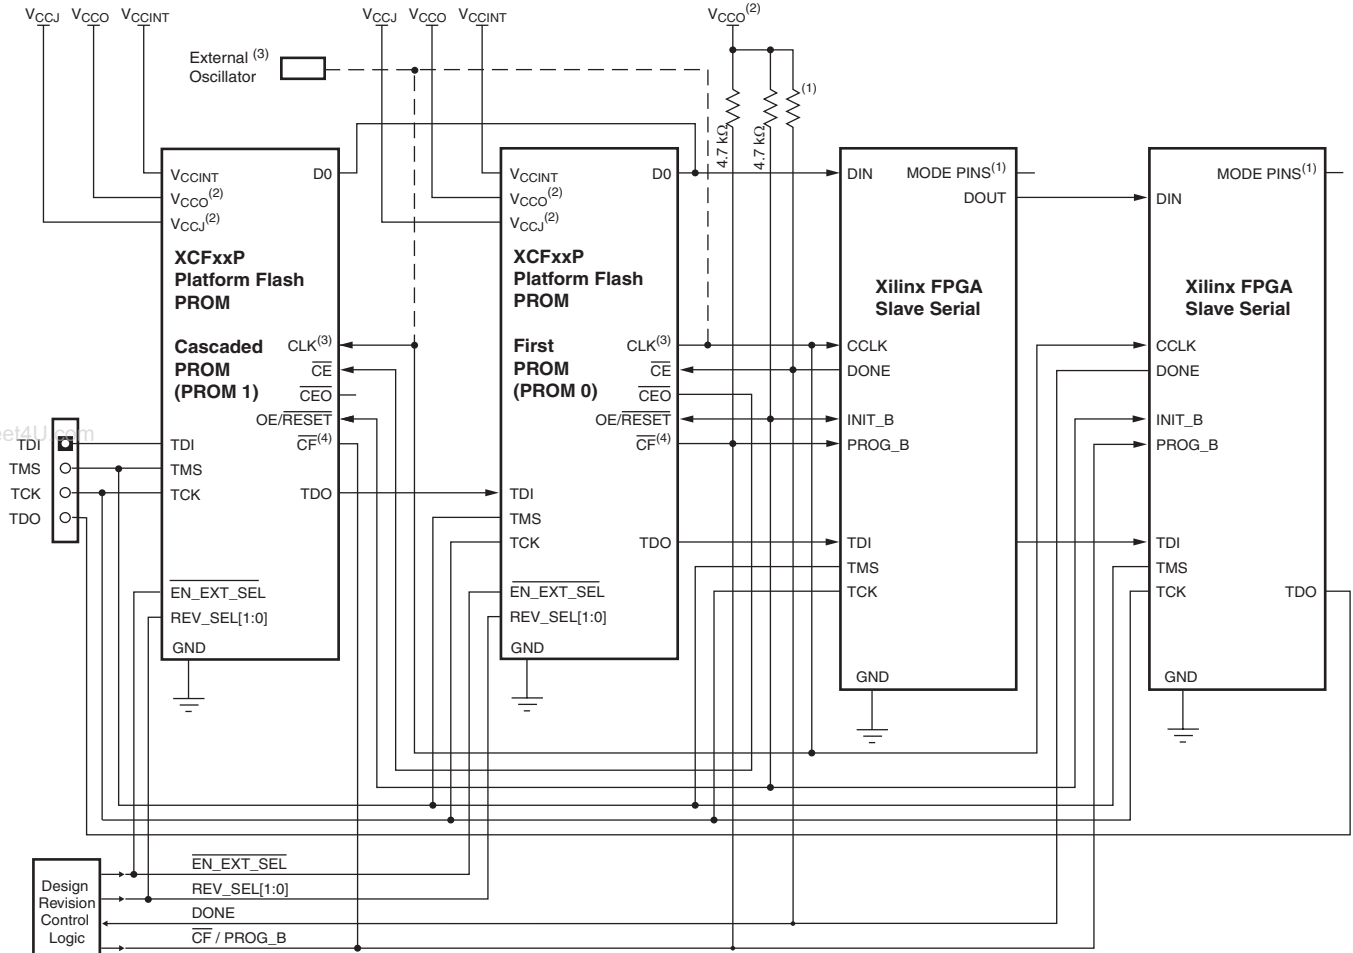 VCCJ VCCO VCCINT
VCCJ VCCO VCCINT
VCCO(2)
External (3)
Oscillator
(1)
4.7 kΩ
4.7 kΩ
VCCINT
VCCO(2)
VCCJ(2)
D0
XCFxxP
Platform Flash
PROM
Cascaded
PROM
(PROM 1)
CLK(3)
CE
CEO
OE/RESET
CF(4)
TDI
TMS
TCK
TDO
EN_EXT_SEL
REV_SEL[1:0]
GND
VCCINT
VCCO(2)
VCCJ(2)
D0
XCFxxP
Platform Flash
PROM
First
PROM
(PROM 0)
CLK(3)
CE
CEO
OE/RESET
CF(4)
TDI
TMS
TCK
TDO
EN_EXT_SEL
REV_SEL[1:0]
GND
DIN
MODE PINS(1)
DOUT
Xilinx FPGA
Slave Serial
CCLK
DONE
INIT_B
PROG_B
TDI
TMS
TCK
GND
MODE PINS(1)
DIN
Xilinx FPGA
Slave Serial
CCLK
DONE
INIT_B
PROG_B
TDI
TMS
TCK
TDO
GND
eet4U.com
TDI
TMS
TCK
TDO
Design
Revision
Control
Logic
EN_EXT_SEL
REV_SEL[1:0]
DONE
CF / PROG_B